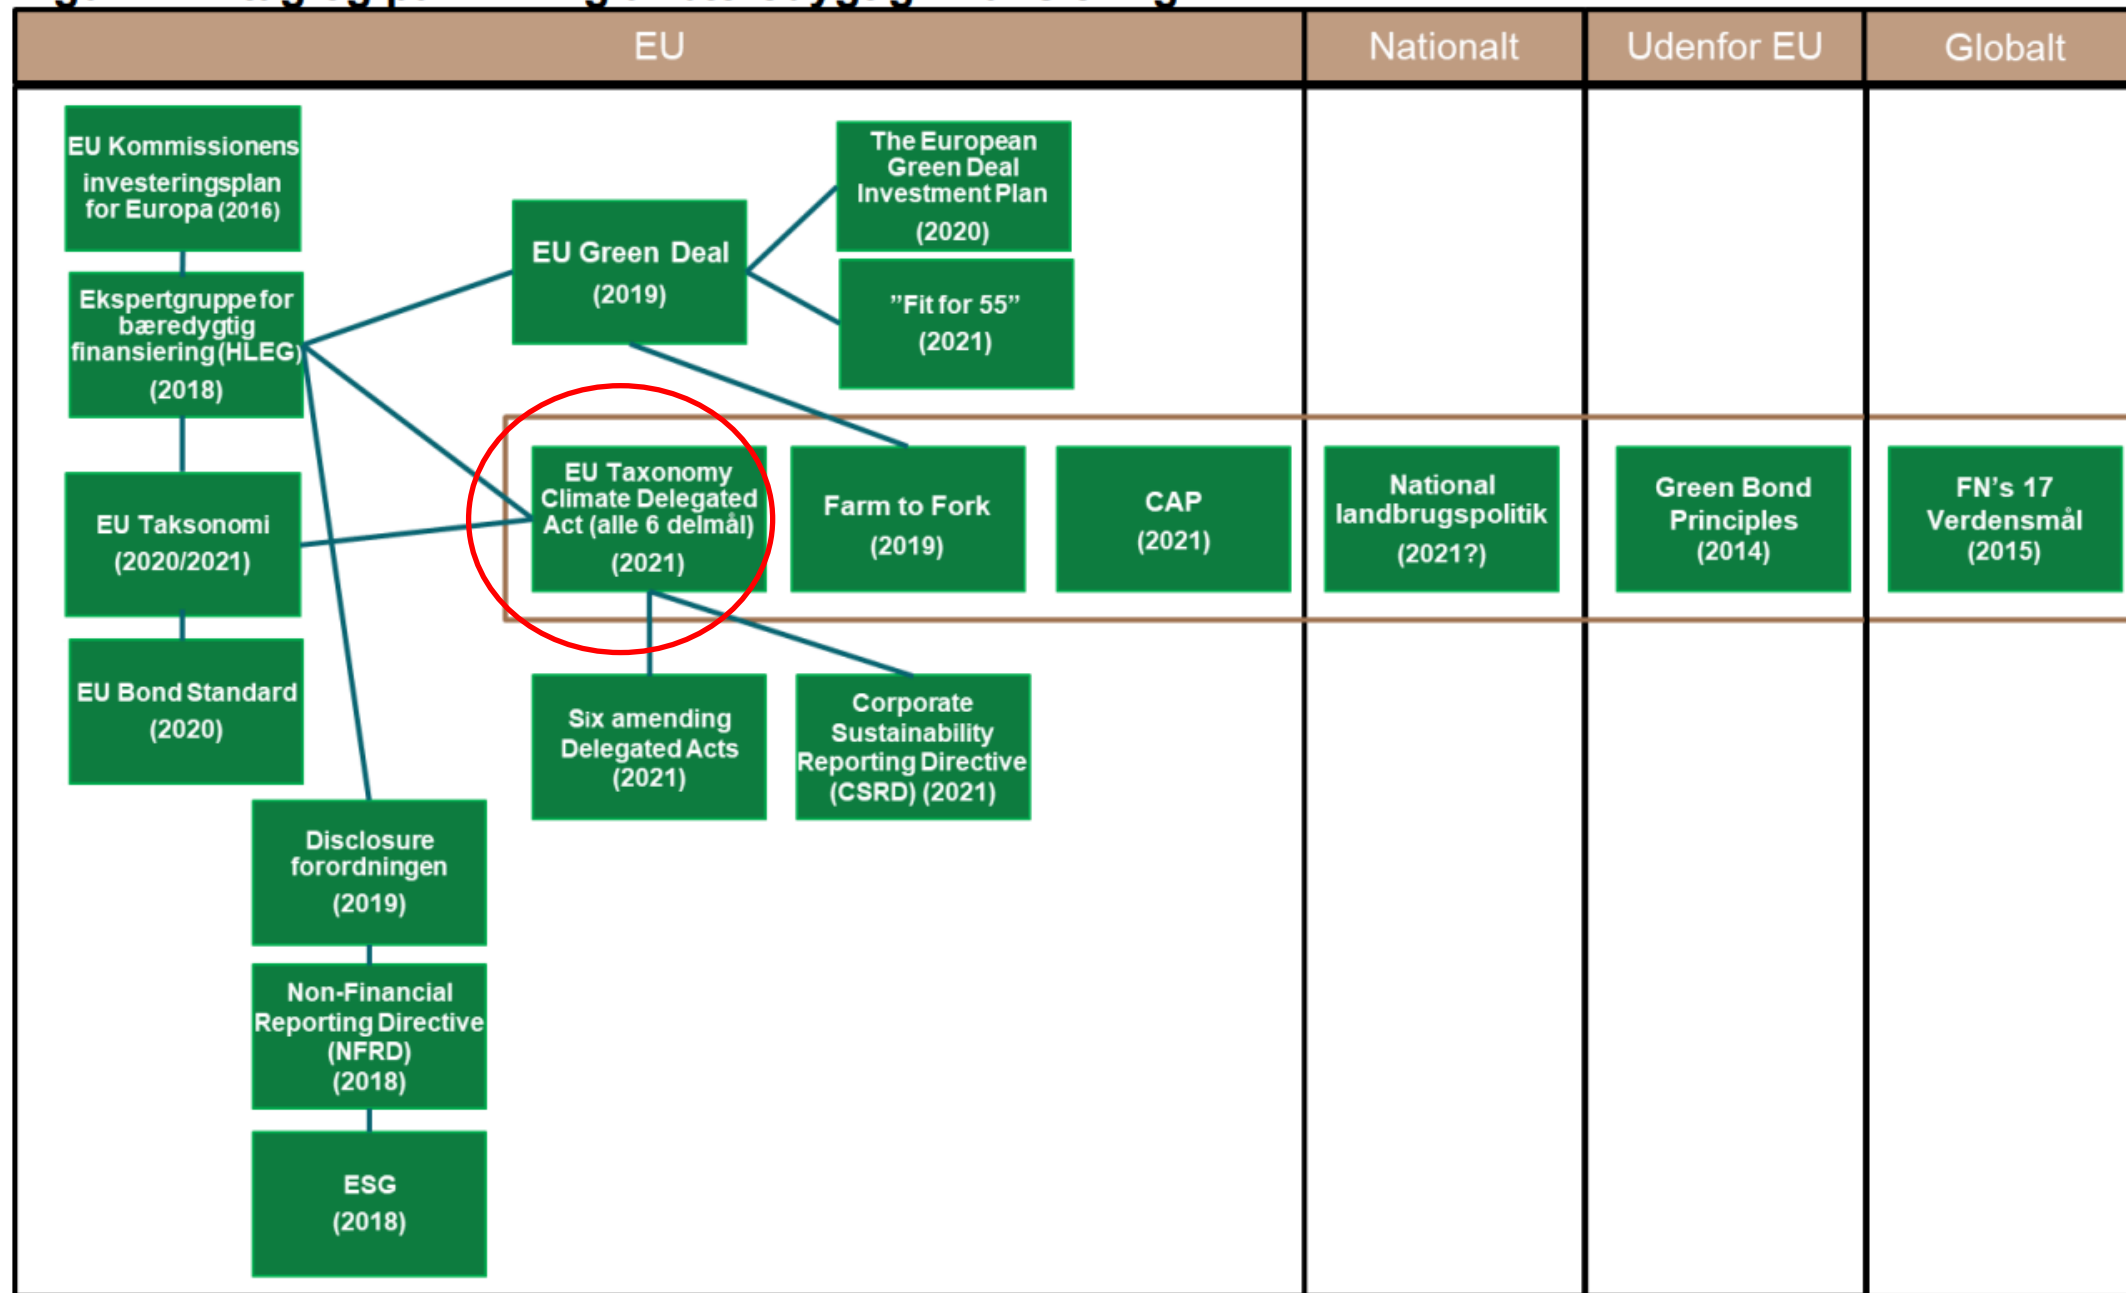 EU
Nationalt
Udenfor EU
Globalt
EU Kommissionens
investeringsplan
for Europa (2016)
Ekspertgruppe for
bæredygtig
finansiering (HLEG)
(2018)
EU Taksonomi
(2020/2021)
EU Bond Standard
(2020)
Disclosure
forordningen
(2019)
Non-Financial
Reporting Directive
(NFRD)
(2018)
ESG
(2018)
EU Green Deal
(2019)
The European
Green Deal
Investment Plan
(2020)
”Fit for 55”
(2021)
EU Taxonomy
Climate Delegated
Act (alle 6 delmål)
(2021)
Farm to Fork
(2019)
CAP
(2021)
Six amending
Delegated Acts
(2021)
Corporate
Sustainability
Reporting Directive
(CSRD) (2021)
National
landbrugspolitik
(2021?)
Green Bond
Principles
(2014)
FN's 17
Verdensmål
(2015)